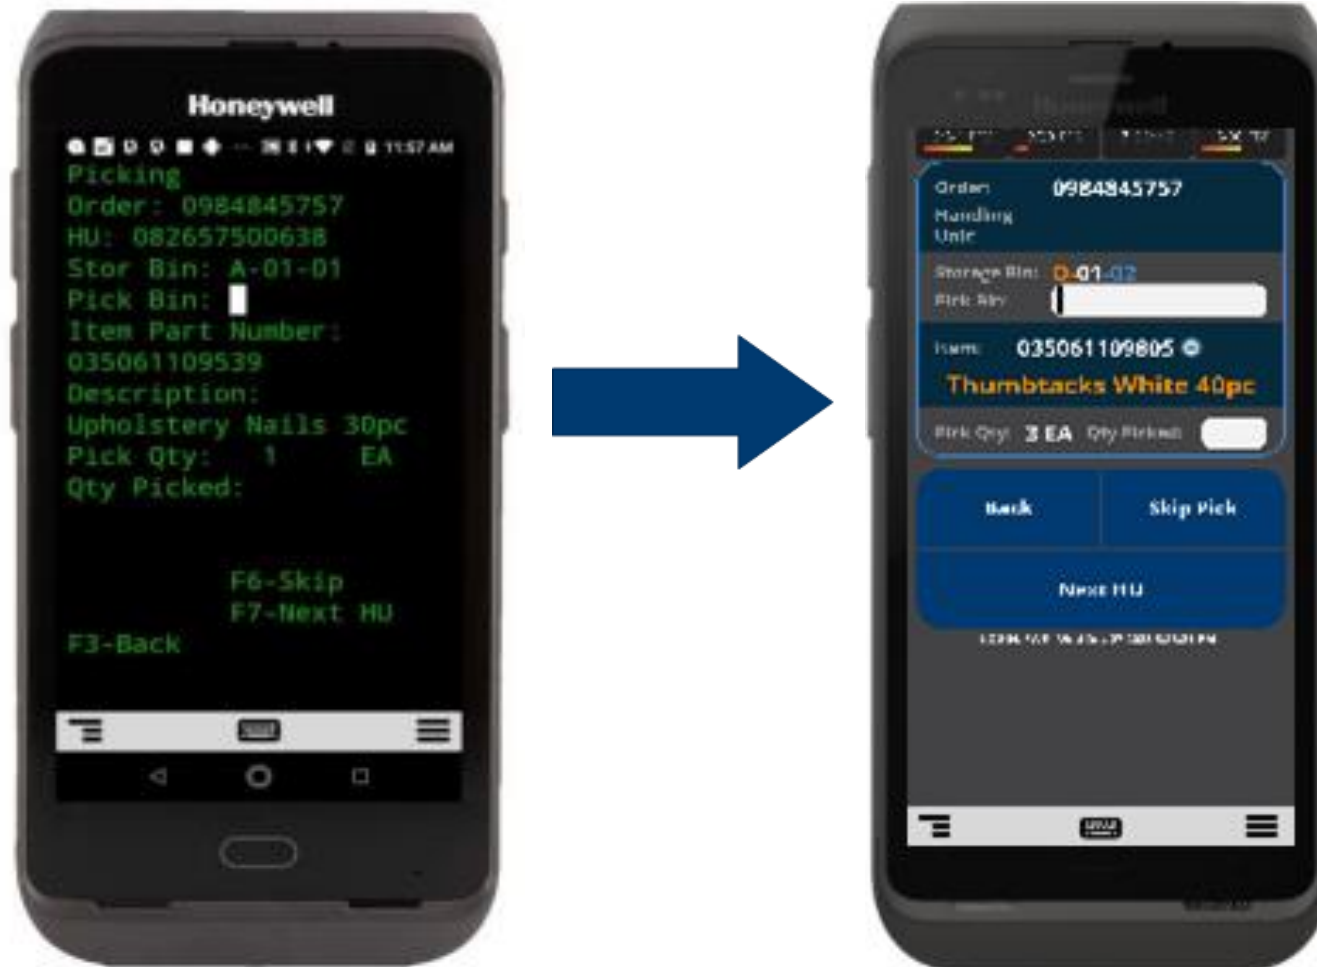 Honeywell
11:57 AM
Picking
Order: 0984845757
HU: 082657500638
Stor Bin: A-01-01
Pick Bin:
Item Part Number:
035061109539
Description:
Upholstery Nails 30pc
Pick Qty: 1 EA
Qty Picked:
F6-Skip
F7-Next HU
F3-Back
Honeywell
Order: 0984845757
Handling
Unit:
Storage Bin: D-01-02
Pick Bin:
Item: 035061109805
Thumbtacks White 40pc
Pick Qty: 3 EA Qty Picked:
Back Skip Pick
Next HU